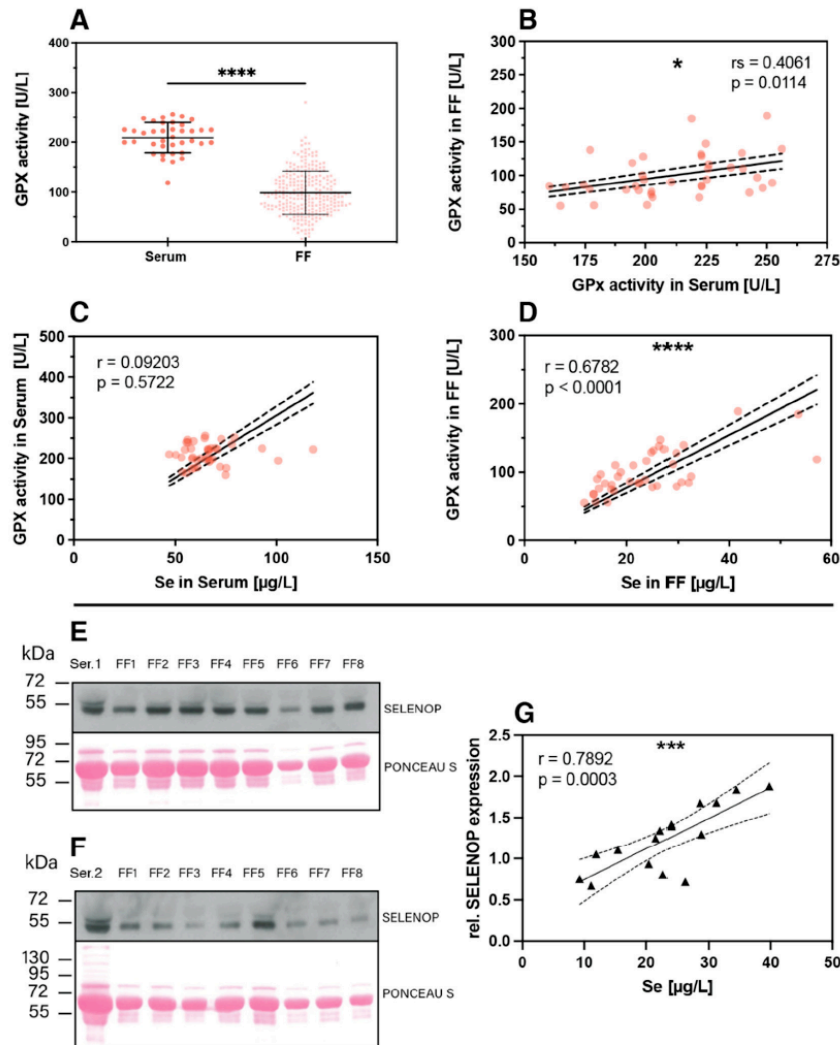 A
GPX activity [U/L]
400
300
200
100
0
****
Serum
FF
B
GPX activity in FF [U/L]
300
250
200
150
100
50
0
*
rs = 0.4061
p = 0.0114
150 175 200 225 250 275
GPx activity in Serum [U/L]
C
GPX activity in Serum [U/L]
500
400
300
200
100
0
r = 0.09203
p = 0.5722
0 50 100 150
Se in Serum [µg/L]
D
GPX activity in FF [U/L]
300
200
100
0
****
r = 0.6782
p < 0.0001
0 20 40 60
Se in FF [µg/L]
E
kDa
Ser.1 FF1 FF2 FF3 FF4 FF5 FF6 FF7 FF8
72
55
SELENOP
95
72
55
PONCEAU S
F
kDa
Ser.2 FF1 FF2 FF3 FF4 FF5 FF6 FF7 FF8
72
55
SELENOP
130
95
72
55
PONCEAU S
G
rel. SELENOP expression
2.5
2.0
1.5
1.0
0.5
0.0
***
r = 0.7892
p = 0.0003
0 10 20 30 40 50
Se [µg/L]